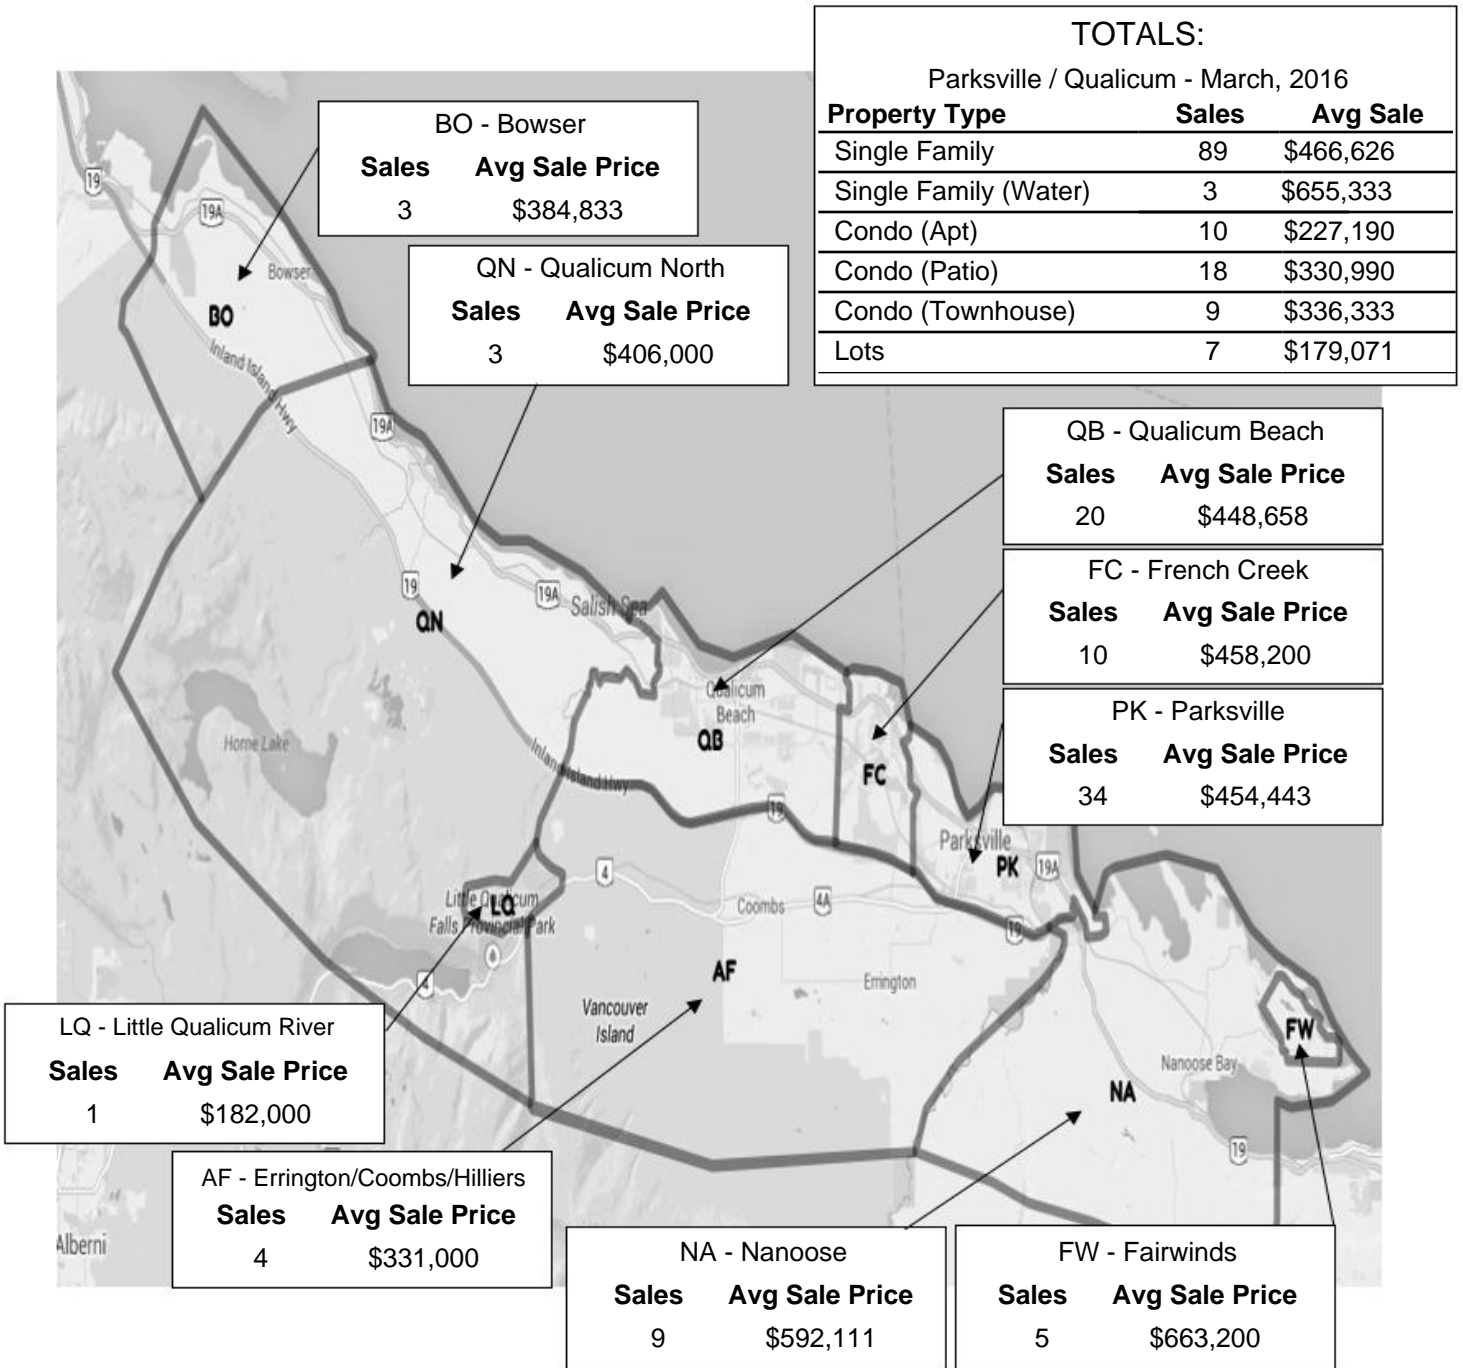 TOTALS:
Parksville / Qualicum - March, 2016
Property Type Sales Avg Sale
Single Family 89 $466,626
Single Family (Water) 3 $655,333
Condo (Apt) 10 $227,190
Condo (Patio) 18 $330,990
Condo (Townhouse) 9 $336,333
Lots 7 $179,071
BO - Bowser
Sales Avg Sale Price
3 $384,833
QN - Qualicum North
Sales Avg Sale Price
3 $406,000
QB - Qualicum Beach
Sales Avg Sale Price
20 $448,658
FC - French Creek
Sales Avg Sale Price
10 $458,200
PK - Parksville
Sales Avg Sale Price
34 $454,443
LQ - Little Qualicum River
Sales Avg Sale Price
1 $182,000
AF - Errington/Coombs/Hilliers
Sales Avg Sale Price
4 $331,000
NA - Nanoose
Sales Avg Sale Price
9 $592,111
FW - Fairwinds
Sales Avg Sale Price
5 $663,200
19
19A
Bowser
BO
Inland Island Hwy
19A
19
19A
Salish Sea
QN
Qualicum
Beach
QB
Horne Lake
Inland Island Hwy
FC
19
Parksville
PK
19A
4
Little Qualicum
Falls Provincial Park
LQ
Coombs
4A
19
4
AF
Errington
Vancouver
Island
FW
Nanoose Bay
NA
19
Alberni